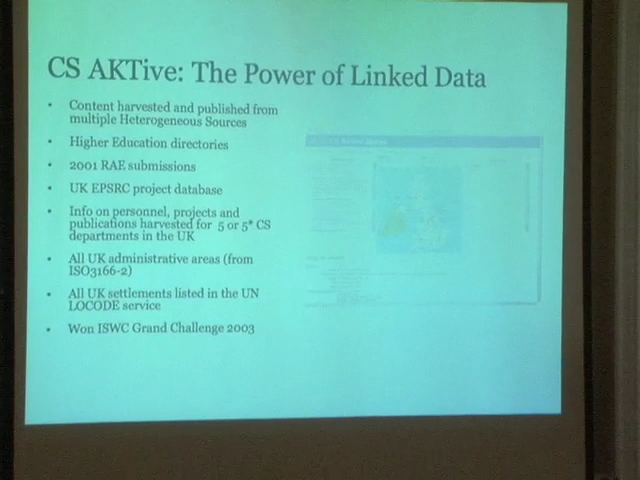 CS AKTive: The Power of Linked Data
• Content harvested and published from
multiple Heterogeneous Sources
• Higher Education directories
• 2001 RAE submissions
• UK EPSRC project database
• Info on personnel, projects and
publications harvested for 5 or 5* CS
departments in the UK
• All UK administrative areas (from
ISO3166-2)
• All UK settlements listed in the UN
LOCODE service
• Won ISWC Grand Challenge 2003